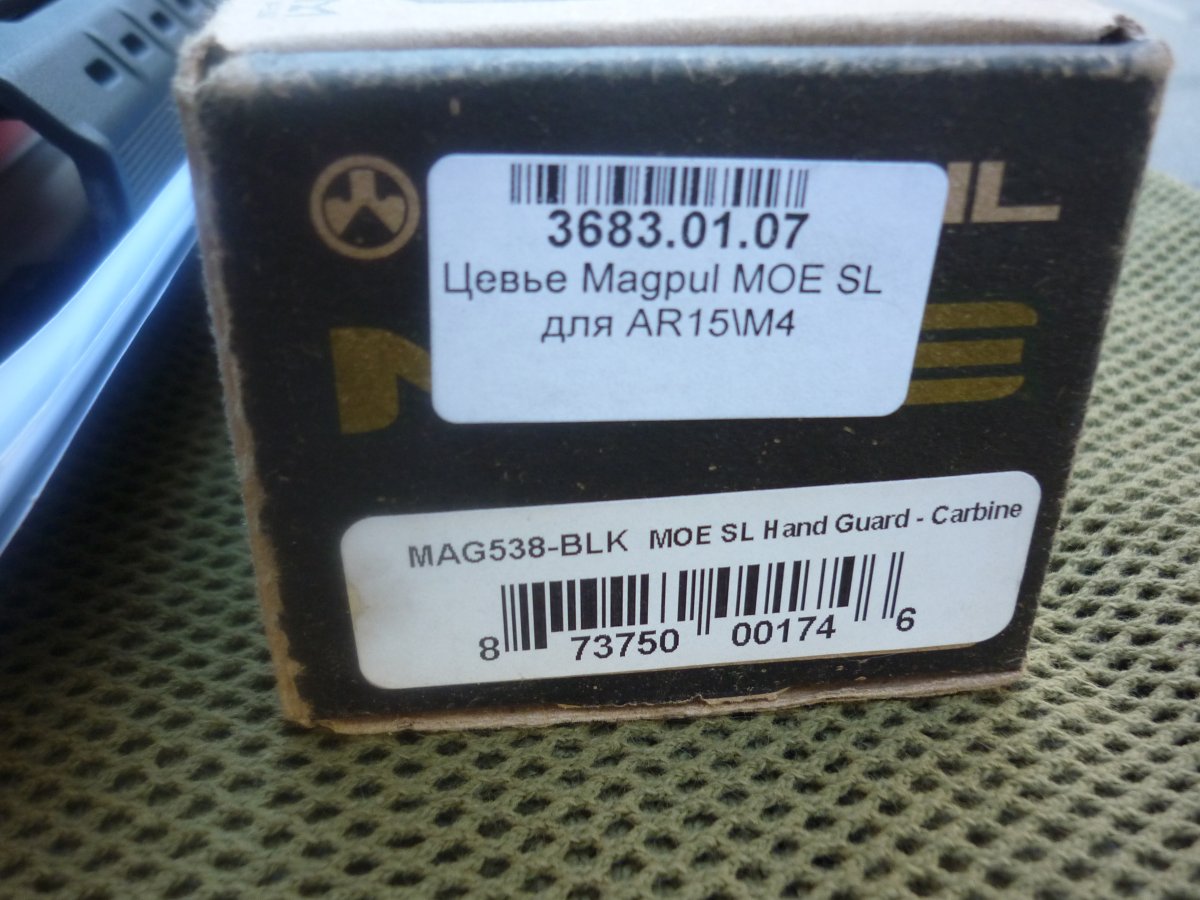 3683.01.07
Цевье Magpul MOE SL
для AR15\M4
MAG538-BLK MOE SL Hand Guard - Carbine
8 73750 00174 6